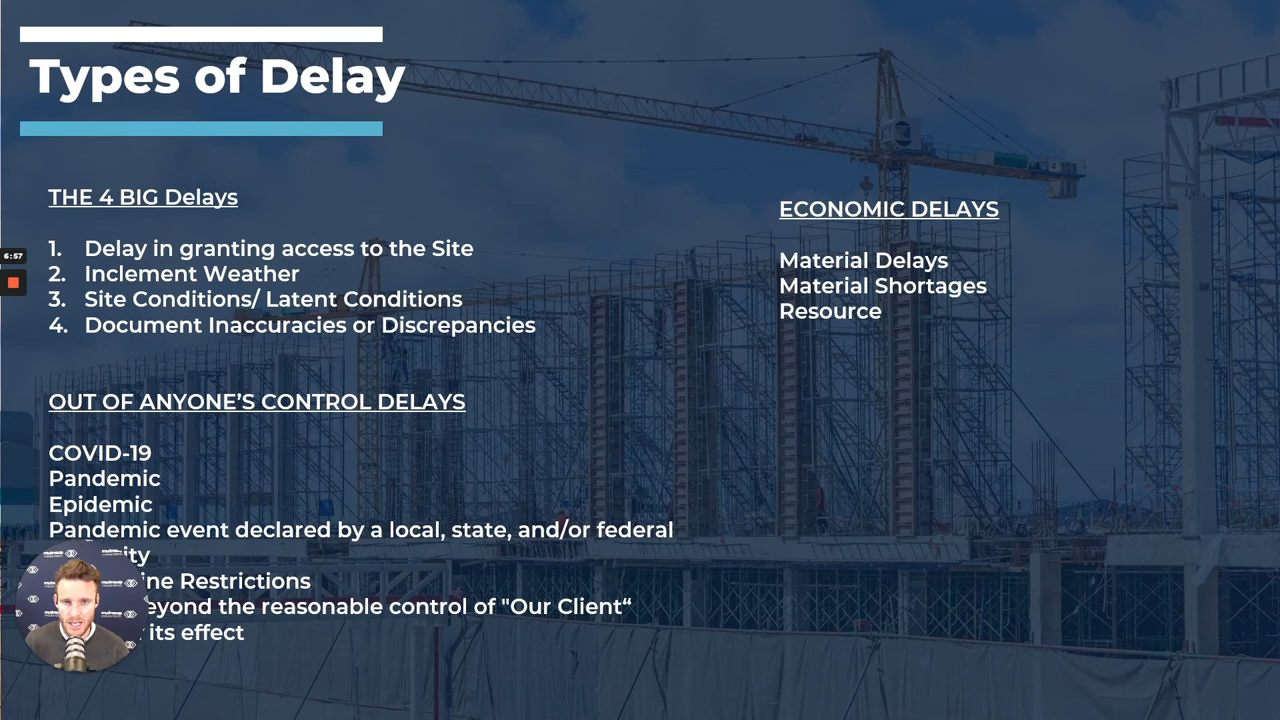 Types of Delay
THE 4 BIG Delays
1. Delay in granting access to the Site
2. Inclement Weather
3. Site Conditions/ Latent Conditions
4. Document Inaccuracies or Discrepancies
ECONOMIC DELAYS
Material Delays
Material Shortages
Resource
OUT OF ANYONE’S CONTROL DELAYS
COVID-19
Pandemic
Epidemic
Pandemic event declared by a local, state, and/or federal
Restrictions
the reasonable control of "Our Client“
its effect
6:57